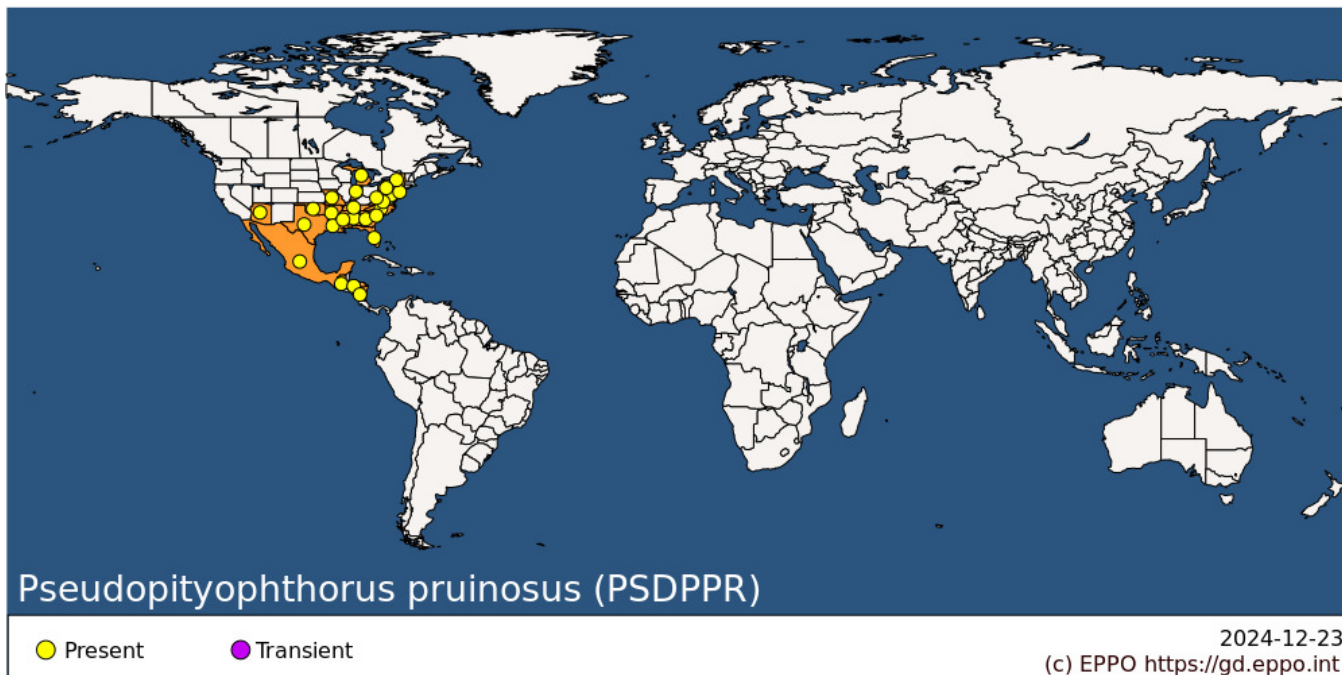 Pseudopityophthorus pruinosus (PSDPPR)
Present
Transient
2024-12-23
(c) EPPO https://gd.eppo.int